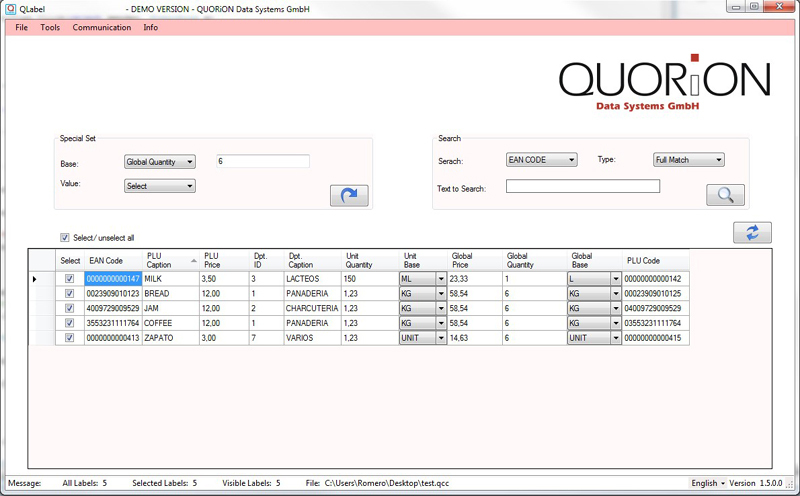 QLabel - DEMO VERSION - QUORiON Data Systems GmbH
File Tools Communication Info
QUORiON
Data Systems GmbH
Special Set
Base: Global Quantity 6
Value: Select
Search
Serach: EAN CODE Type: Full Match
Text to Search:
Select/ unselect all
Select EAN Code PLU Caption PLU Price Dpt. ID Dpt. Caption Unit Quantity Unit Base Global Price Global Quantity Global Base PLU Code
0000000000147 MILK 3,50 3 LACTEOS 150 ML 23,33 1 L 00000000000142
0023909010123 BREAD 12,00 1 PANADERIA 1,23 KG 58,54 6 KG 00023909010125
4009729009529 JAM 12,00 2 CHARCUTERIA 1,23 KG 58,54 6 KG 04009729009529
3553231111764 COFFEE 12,00 1 PANADERIA 1,23 KG 58,54 6 KG 03553231111764
0000000000413 ZAPATO 3,00 7 VARIOS 1,23 UNIT 14,63 6 UNIT 00000000000415
Message: All Labels: 5 Selected Labels: 5 Visible Labels: 5 File: C:\Users\Romero\Desktop\test.qcc English Version 1.5.0.0